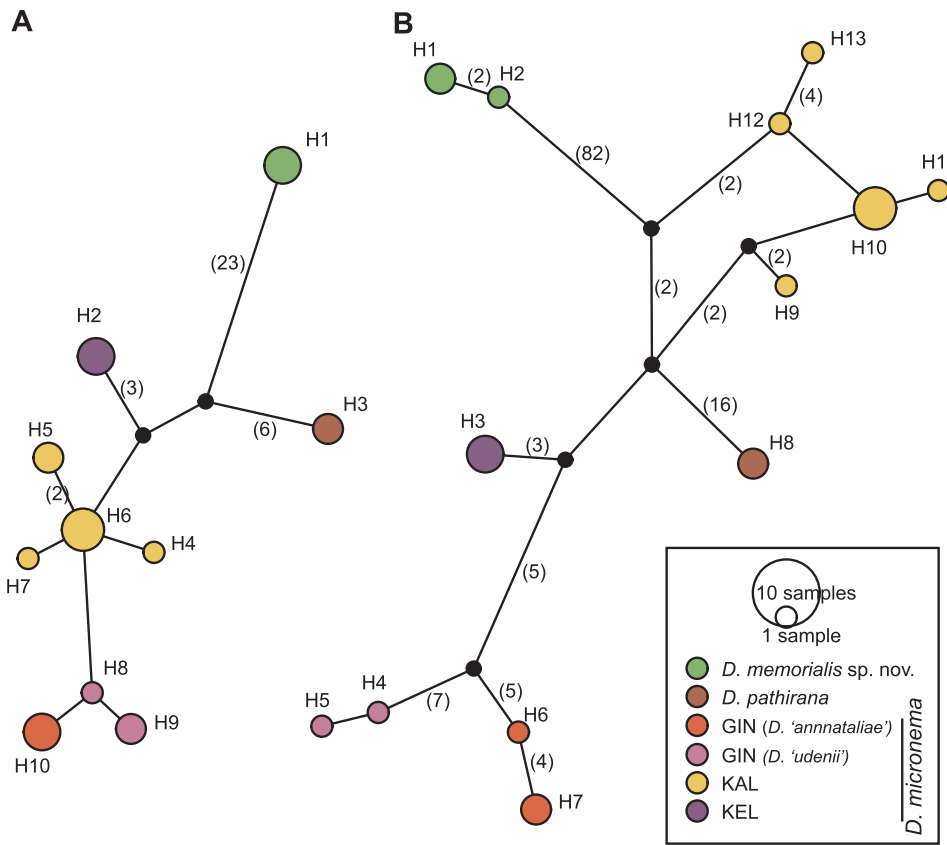 A
H1
(23)
H2
(3)
H3
(6)
H5
(2)
H6
H4
H7
H8
H9
H10
B
H1
(2)
H2
(82)
H13
(4)
H12
(2)
H1
H10
(2)
H9
(2)
(2)
(16)
H8
H3
(3)
(5)
H5
H4
(7)
(5)
H6
(4)
H7
10 samples
1 sample
D. memorialis sp. nov.
D. pathirana
GIN (D. ‘annnataliae’)
GIN (D. ‘udenii’)
KAL
KEL
D. micronema